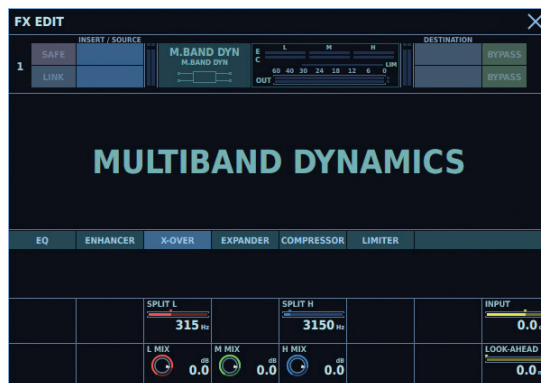 FX EDIT
INSERT / SOURCE
DESTINATION
1
SAFE
LINK
M.BAND DYN
M.BAND DYN
E
C
L M H
LIM
60 40 30 24 18 12 6 0
OUT
BYPASS
BYPASS
MULTIBAND DYNAMICS
EQ ENHANCER X-OVER EXPANDER COMPRESSOR LIMITER
SPLIT L SPLIT H INPUT
315 Hz 3150 Hz 0.0
L MIX M MIX H MIX LOOK-AHEAD
dB dB dB
0.0 0.0 0.0 0.0